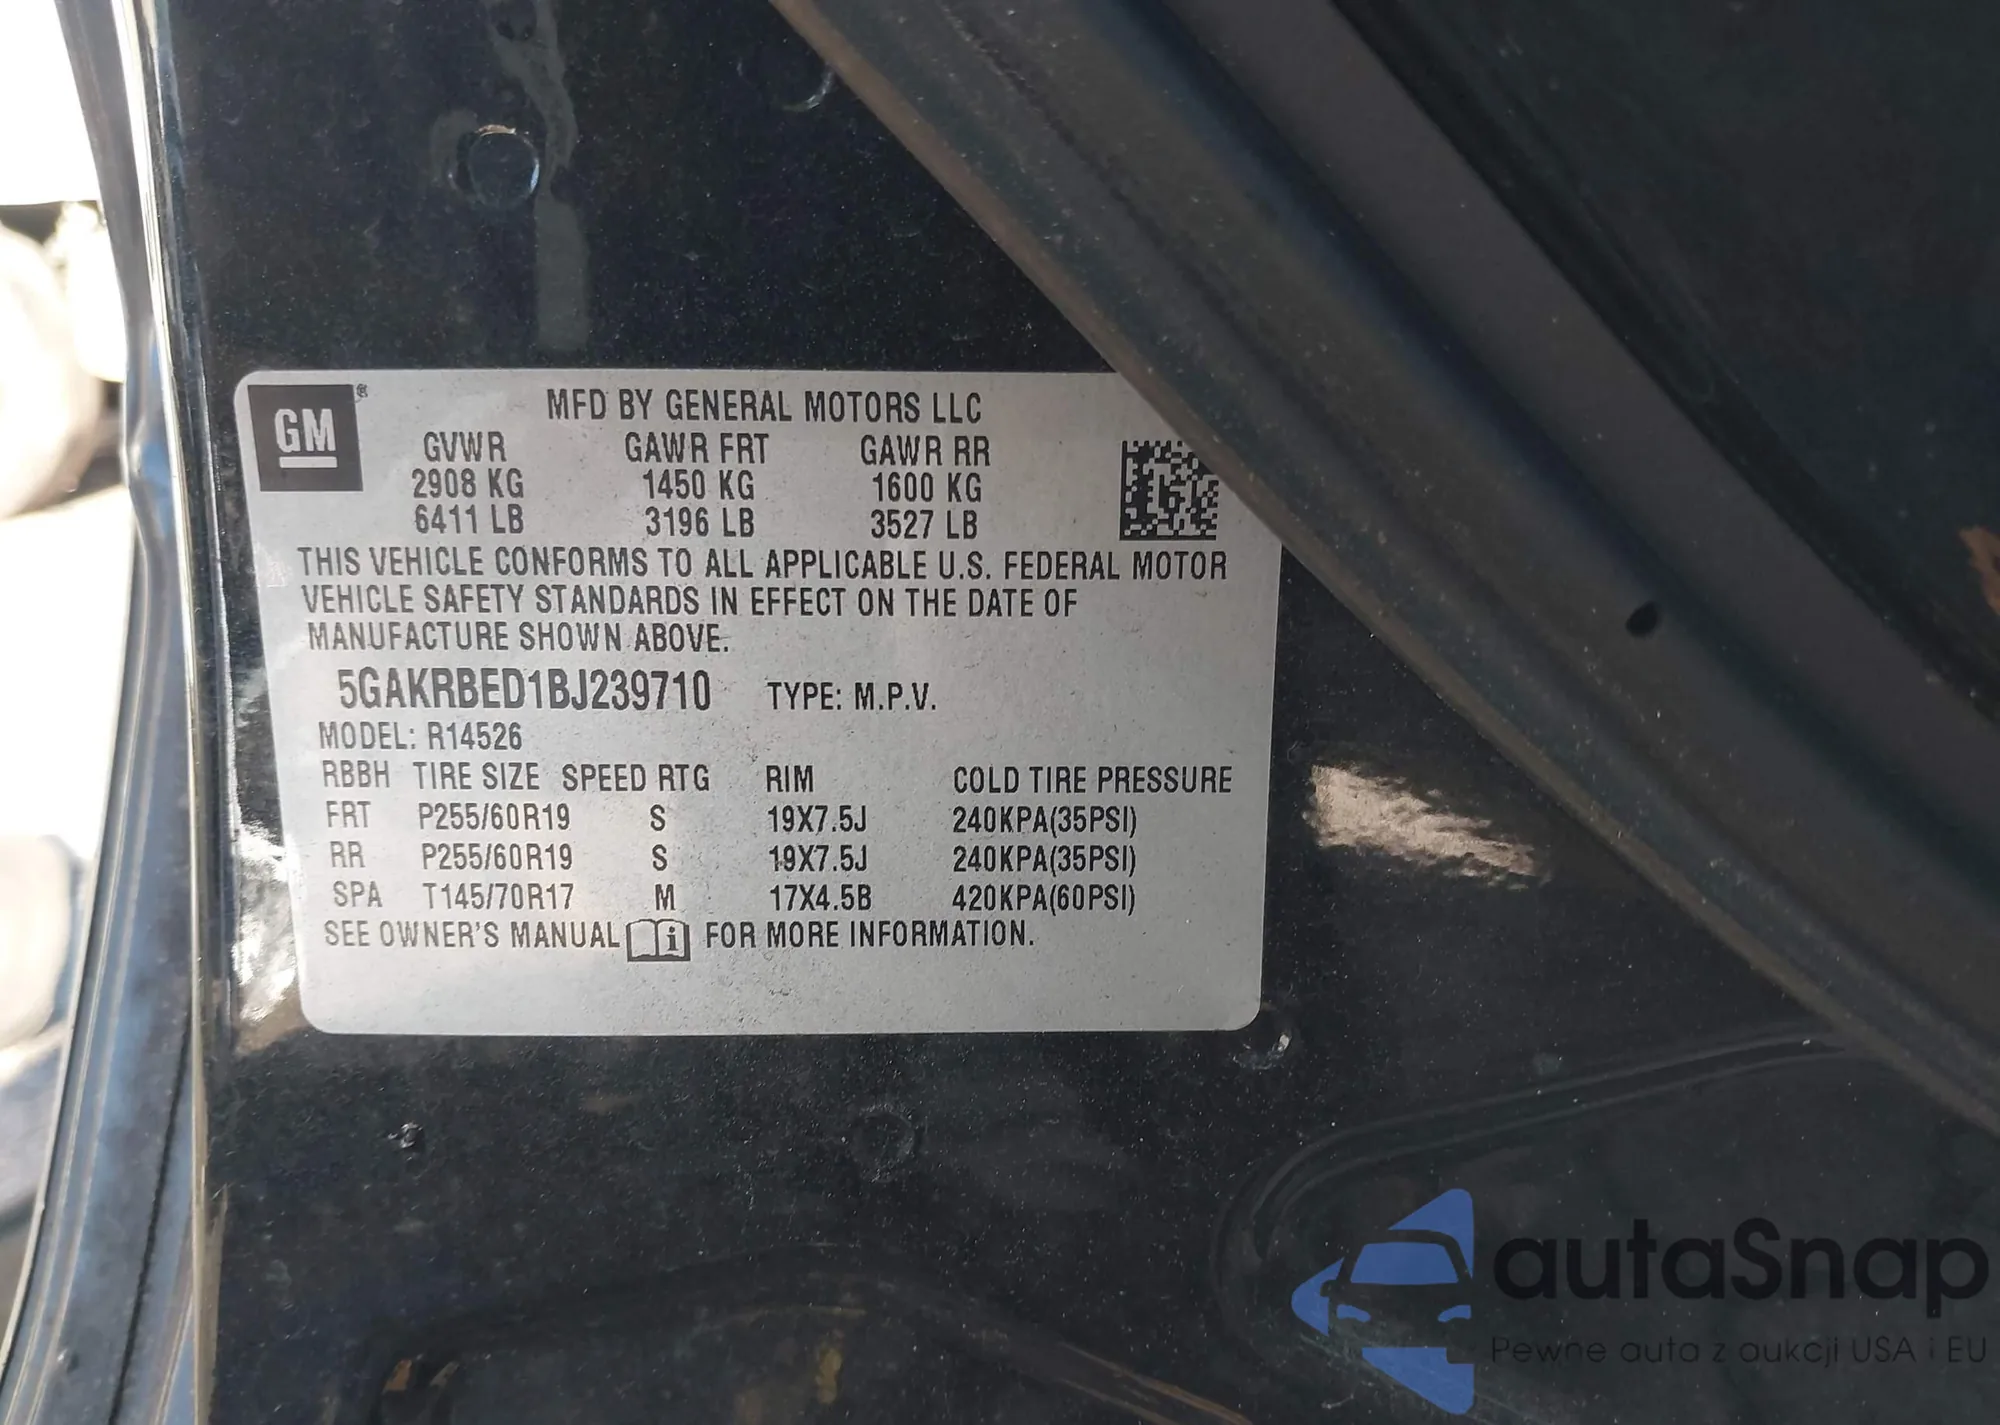 GM®
MFD BY GENERAL MOTORS LLC
GVWR GAWR FRT GAWR RR
2908 KG 1450 KG 1600 KG
6411 LB 3196 LB 3527 LB
THIS VEHICLE CONFORMS TO ALL APPLICABLE U.S. FEDERAL MOTOR
VEHICLE SAFETY STANDARDS IN EFFECT ON THE DATE OF
MANUFACTURE SHOWN ABOVE.
5GAKRBED1BJ239710 TYPE: M.P.V.
MODEL: R14526
RBBH TIRE SIZE SPEED RTG RIM COLD TIRE PRESSURE
FRT P255/60R19 S 19X7.5J 240KPA(35PSI)
RR P255/60R19 S 19X7.5J 240KPA(35PSI)
SPA T145/70R17 M 17X4.5B 420KPA(60PSI)
SEE OWNER'S MANUAL i FOR MORE INFORMATION.
autaSnap
Pewne auta z aukcji USA i EU